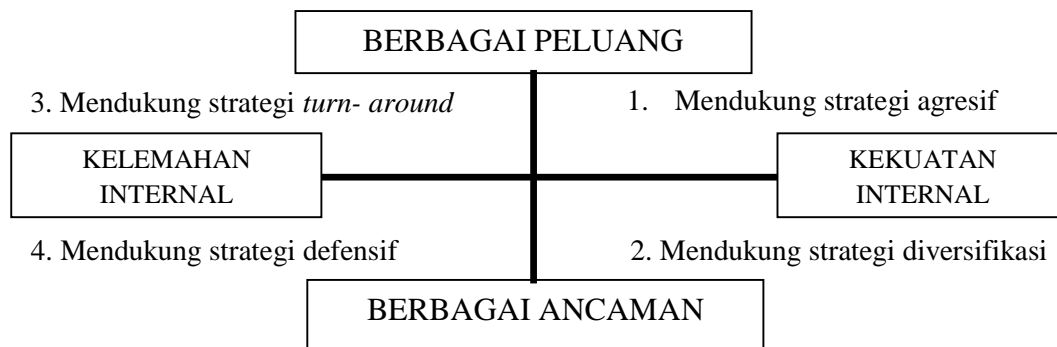 BERBAGAI PELUANG
3. Mendukung strategi turn- around
1. Mendukung strategi agresif
KELEMAHAN
INTERNAL
KEKUATAN
INTERNAL
4. Mendukung strategi defensif
2. Mendukung strategi diversifikasi
BERBAGAI ANCAMAN